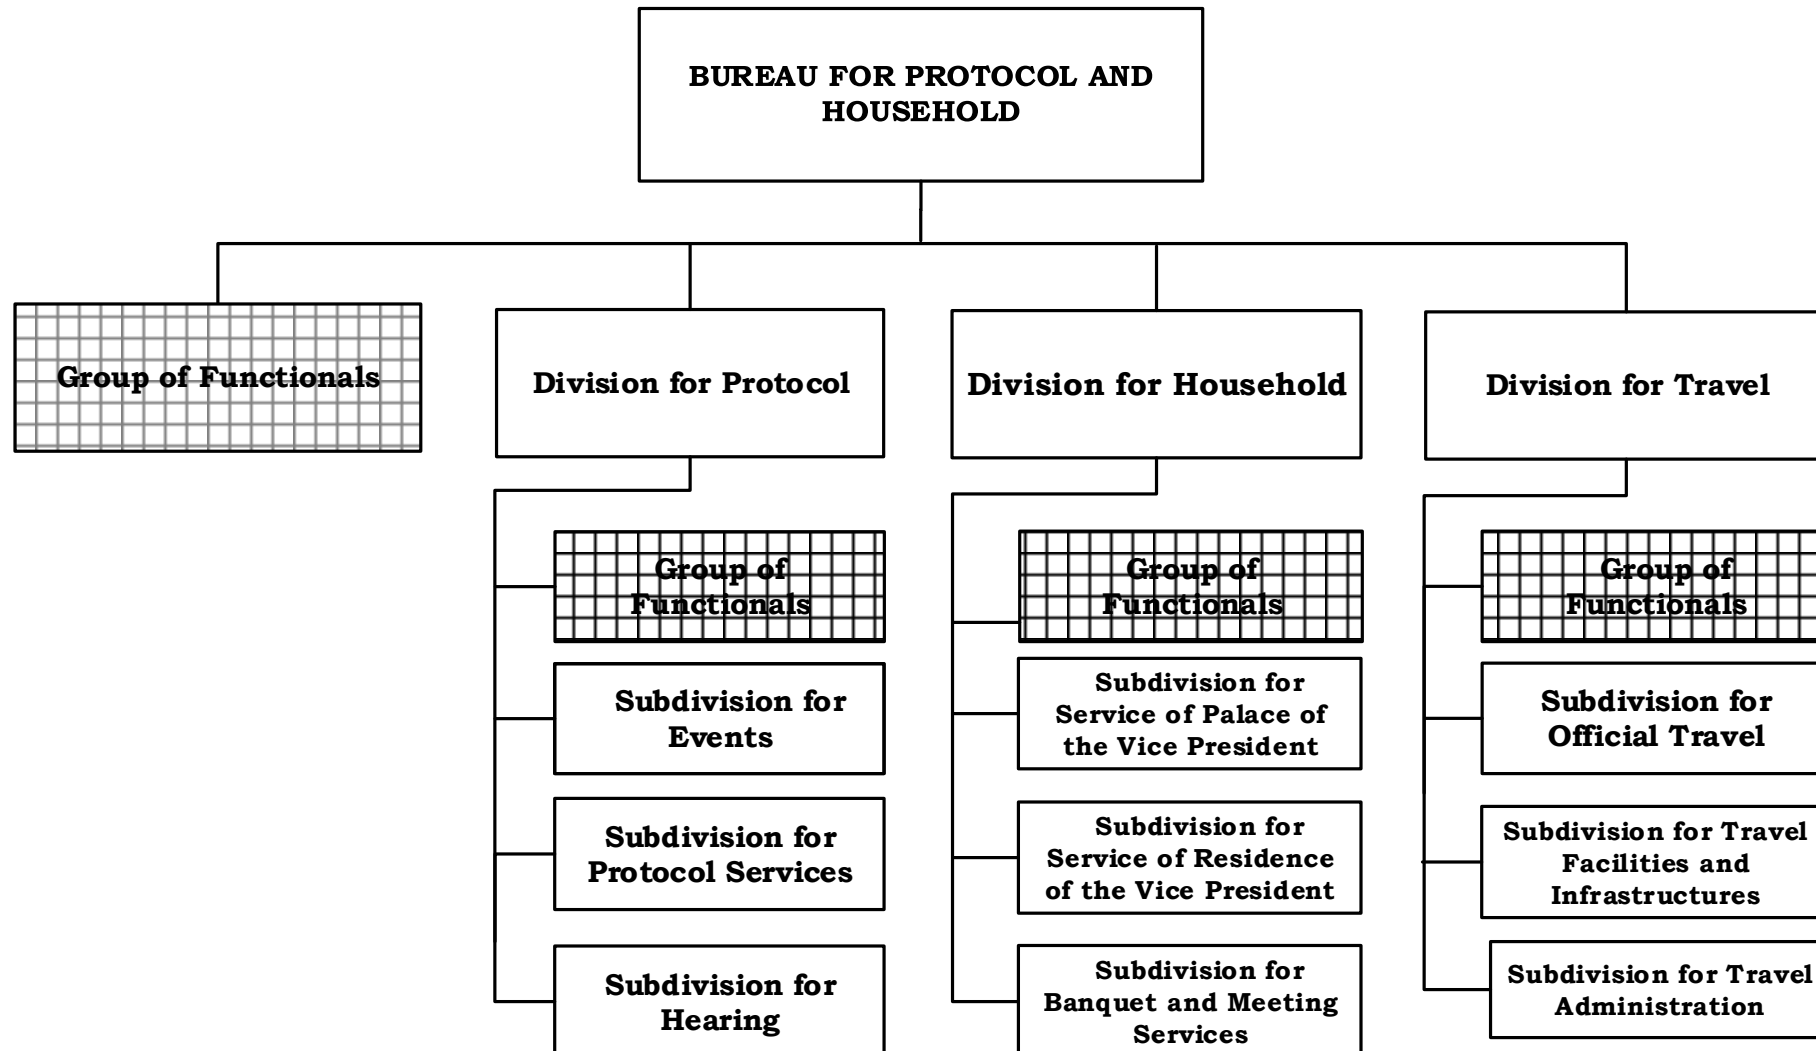 BUREAU FOR PROTOCOL AND
HOUSEHOLD
Group of Functionals
Division for Protocol
Division for Household
Division for Travel
Group of
Functionals
Subdivision for
Events
Subdivision for
Protocol Services
Subdivision for
Hearing
Group of
Functionals
Subdivision for
Service of Palace of
the Vice President
Subdivision for
Service of Residence
of the Vice President
Subdivision for
Banquet and Meeting
Services
Group of
Functionals
Subdivision for
Official Travel
Subdivision for Travel
Facilities and
Infrastructures
Subdivision for Travel
Administration